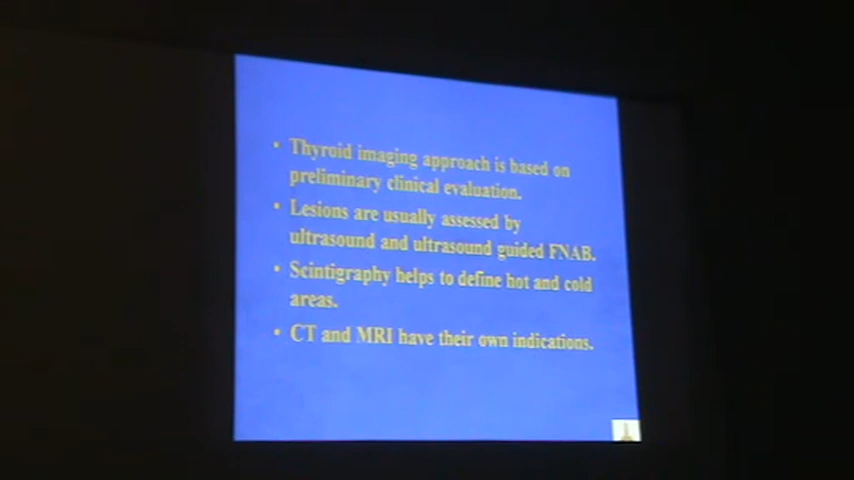 • Thyroid imaging approach is based on
preliminary clinical evaluation.
• Lesions are usually assessed by
ultrasound and ultrasound guided FNAB.
• Scintigraphy helps to define hot and cold
areas.
• CT and MRI have their own indications.